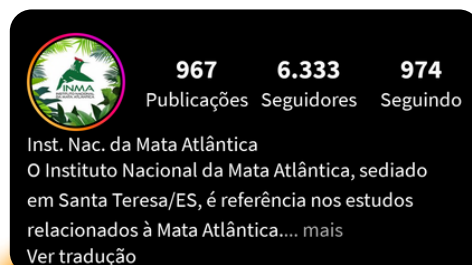 INMA
967 6.333 974
Publicações Seguidores Seguindo
Inst. Nac. da Mata Atlântica
O Instituto Nacional da Mata Atlântica, sediado
em Santa Teresa/ES, é referência nos estudos
relacionados à Mata Atlântica.... mais
Ver tradução